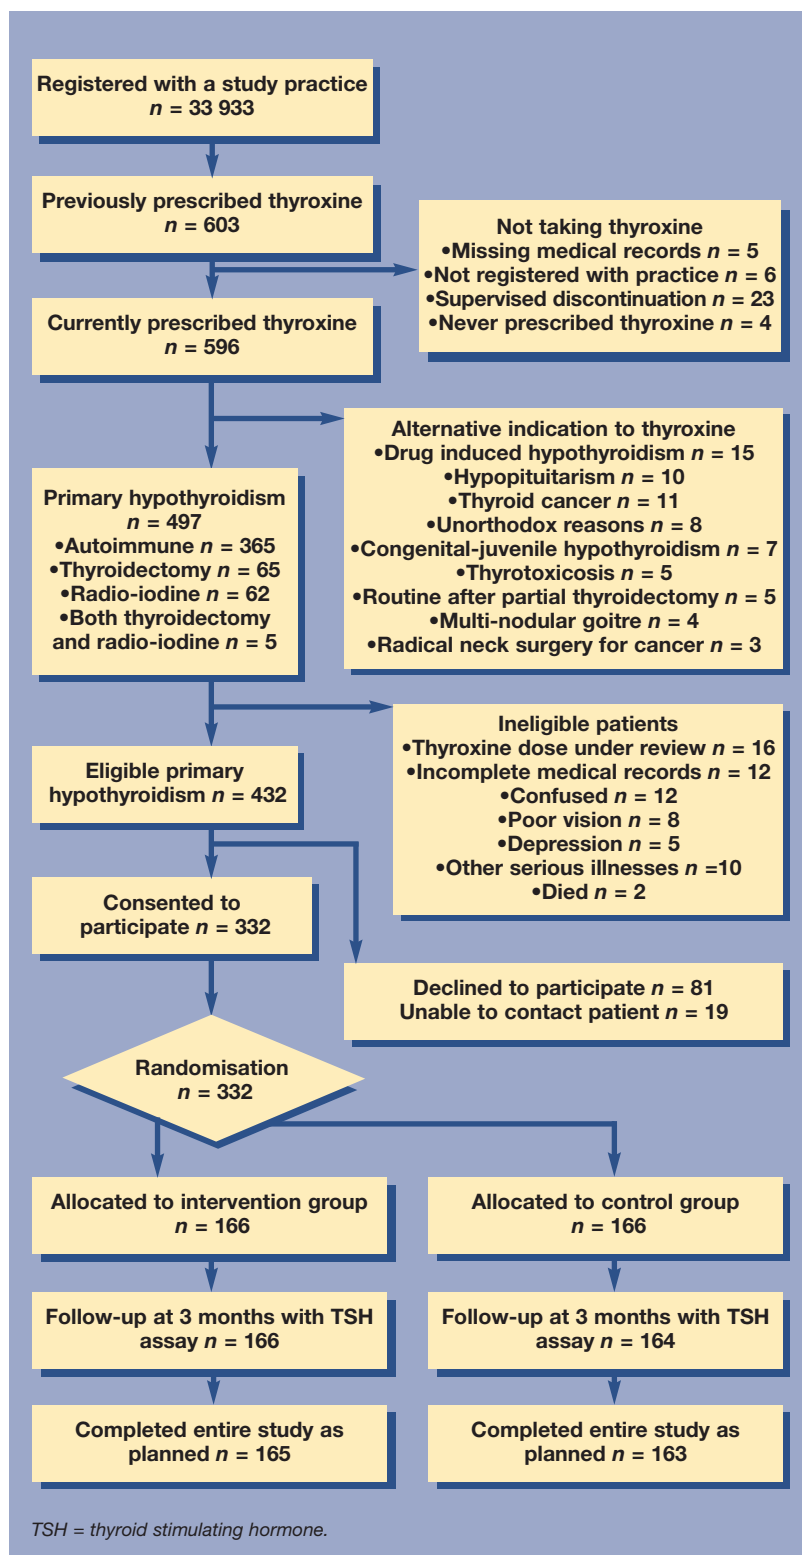 Registered with a study practice
n = 33 933
Previously prescribed thyroxine
n = 603
Not taking thyroxine
•Missing medical records n = 5
•Not registered with practice n = 6
•Supervised discontinuation n = 23
•Never prescribed thyroxine n = 4
Currently prescribed thyroxine
n = 596
Alternative indication to thyroxine
•Drug induced hypothyroidism n = 15
•Hypopituitarism n = 10
•Thyroid cancer n = 11
•Unorthodox reasons n = 8
•Congenital-juvenile hypothyroidism n = 7
•Thyrotoxicosis n = 5
•Routine after partial thyroidectomy n = 5
•Multi-nodular goitre n = 4
•Radical neck surgery for cancer n = 3
Primary hypothyroidism
n = 497
•Autoimmune n = 365
•Thyroidectomy n = 65
•Radio-iodine n = 62
•Both thyroidectomy
and radio-iodine n = 5
Ineligible patients
•Thyroxine dose under review n = 16
•Incomplete medical records n = 12
•Confused n = 12
•Poor vision n = 8
•Depression n = 5
•Other serious illnesses n =10
•Died n = 2
Eligible primary
hypothyroidism n = 432
Consented to
participate n = 332
Declined to participate n = 81
Unable to contact patient n = 19
Randomisation
n = 332
Allocated to intervention group
n = 166
Allocated to control group
n = 166
Follow-up at 3 months with TSH
assay n = 166
Follow-up at 3 months with TSH
assay n = 164
Completed entire study as
planned n = 165
Completed entire study as
planned n = 163
TSH = thyroid stimulating hormone.